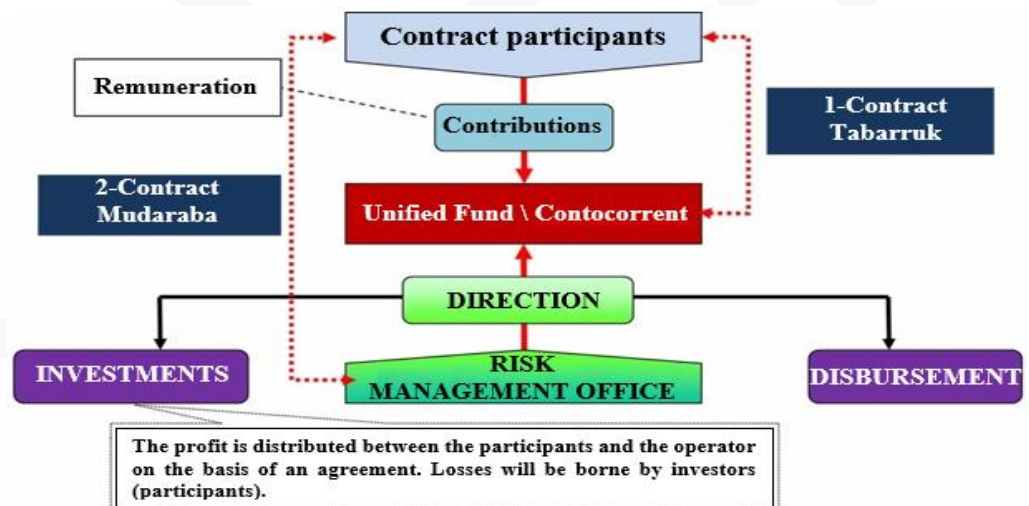 Contract participants
Remuneration
Contributions
1-Contract
Tabarruk
2-Contract
Mudaraba
Unified Fund \ Contocorrent
DIRECTION
INVESTMENTS
RISK
MANAGEMENT OFFICE
DISBURSEMENT
The profit is distributed between the participants and the operator
on the basis of an agreement. Losses will be borne by investors
(participants).